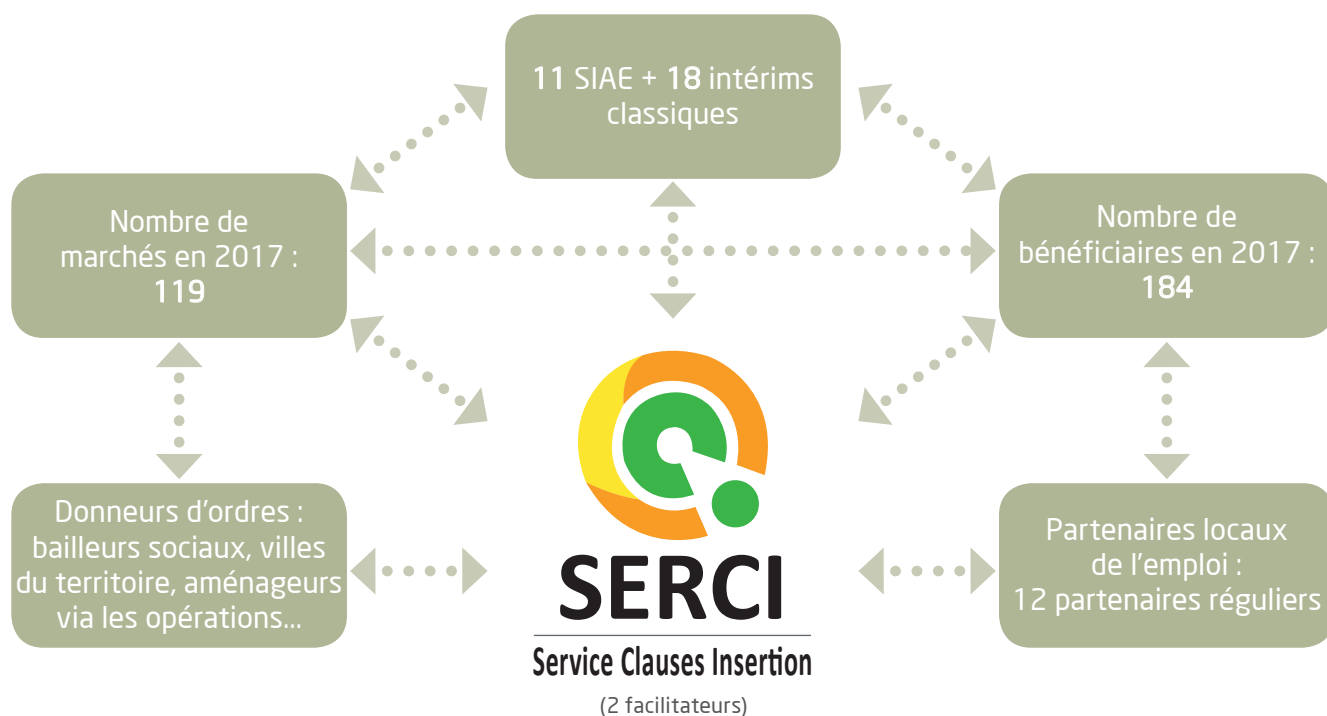 11 SIAE + 18 intérims
classiques
Nombre de
marchés en 2017 :
119
Nombre de
bénéficiaires en 2017 :
184
Donneurs d'ordres :
bailleurs sociaux, villes
du territoire, aménageurs
via les opérations...
Partenaires locaux
de l'emploi :
12 partenaires réguliers
SERCI
Service Clauses Insertion
(2 facilitateurs)